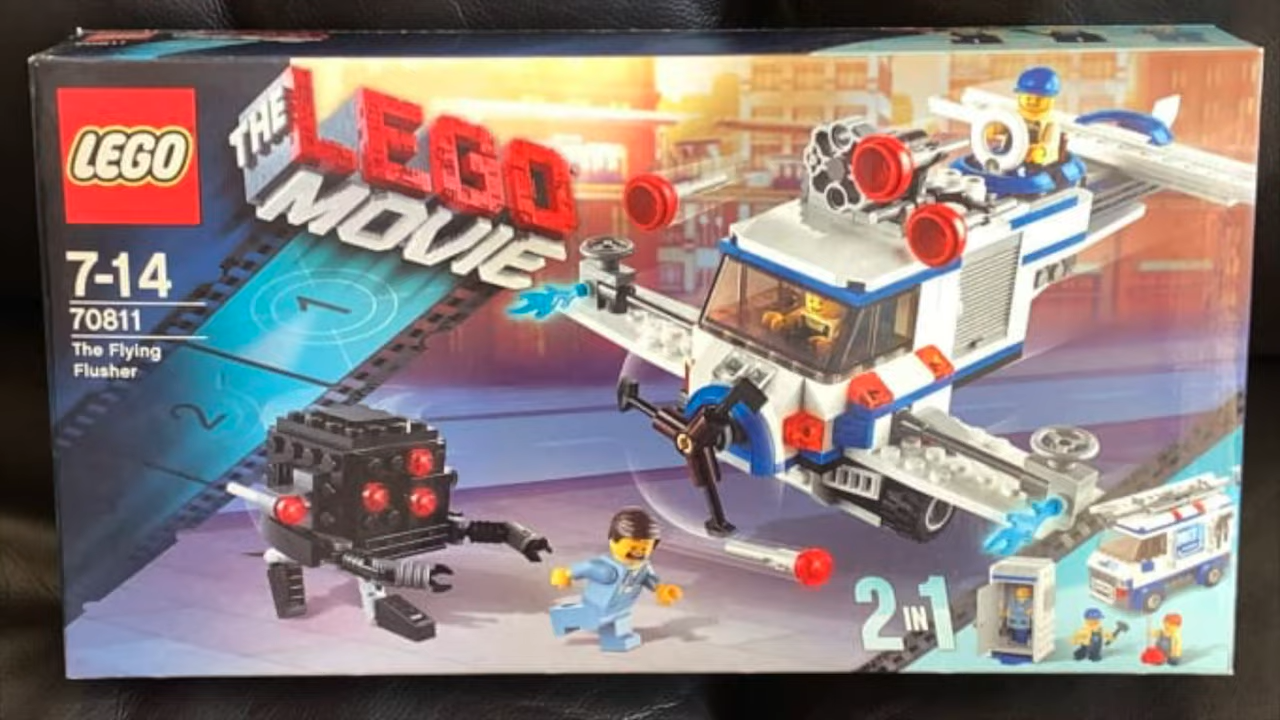 LEGO
THE
LEGO
MOVIE
7-14
70811
The Flying
Flusher
1
2
2 IN 1